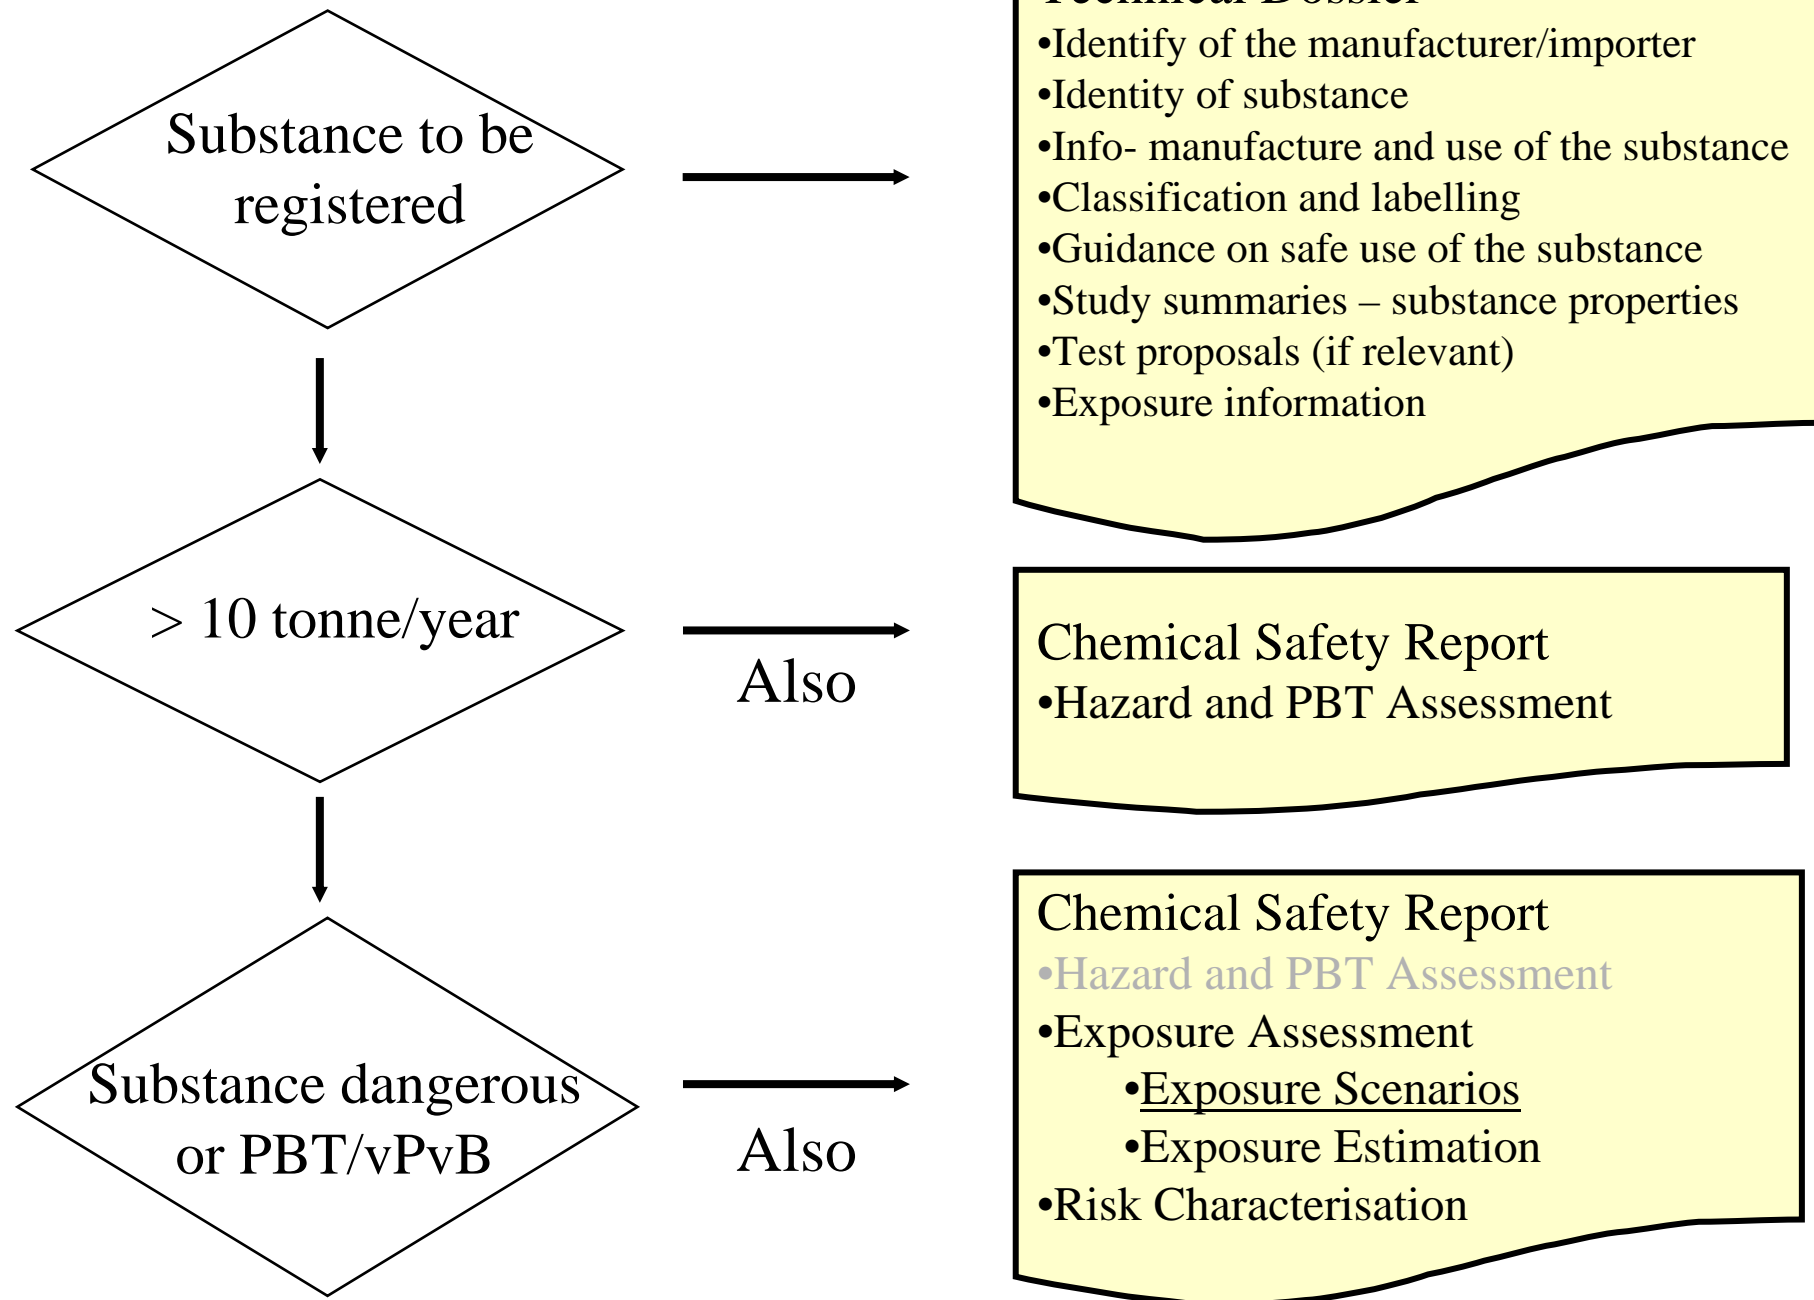 Technical Dossier
•Identify of the manufacturer/importer
•Identity of substance
•Info- manufacture and use of the substance
•Classification and labelling
•Guidance on safe use of the substance
•Study summaries – substance properties
•Test proposals (if relevant)
•Exposure information
Substance to be
registered
> 10 tonne/year
Also
Chemical Safety Report
•Hazard and PBT Assessment
Substance dangerous
or PBT/vPvB
Also
Chemical Safety Report
•Hazard and PBT Assessment
•Exposure Assessment
•Exposure Scenarios
•Exposure Estimation
•Risk Characterisation